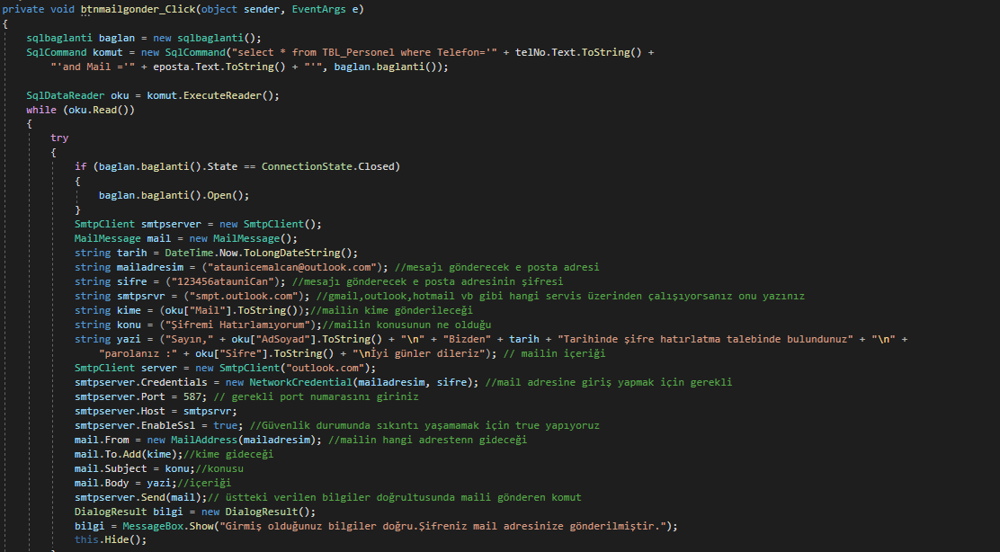 private void btnmailgonder_Click(object sender, EventArgs e)
{
sqlbaglanti baglan = new sqlbaglanti();
SqlCommand komut = new SqlCommand("select * from TBL_Personel where Telefon='" + telNo.Text.ToString() +
"'and Mail ='" + eposta.Text.ToString() + "'", baglan.baglanti());
SqlDataReader oku = komut.ExecuteReader();
while (oku.Read())
{
try
{
if (baglan.baglanti().State == ConnectionState.Closed)
{
baglan.baglanti().Open();
}
SmtpClient smtpserver = new SmtpClient();
MailMessage mail = new MailMessage();
string tarih = DateTime.Now.ToLongDateString();
string mailadresim = ("ataunicemalcan@outlook.com"); //mesajı gönderecek e posta adresi
string sifre = ("123456atauniCan"); //mesajı gönderecek e posta adresinin şifresi
string smtpsrvr = ("smpt.outlook.com"); //gmail,outlook,hotmail vb gibi hangi servis üzerinden çalışıyorsanız onu yazınız
string kime = (oku["Mail"].ToString());//mailin kime gönderileceği
string konu = ("Şifremi Hatırlamıyorum");//mailin konusunun ne olduğu
string yazi = ("Sayın," + oku["AdSoyad"].ToString() + "\n" + "Bizden" + tarih + "Tarihinde şifre hatırlatma talebinde bulundunuz" + "\n" +
"parolanız :" + oku["Sifre"].ToString() + "\nİyi günler dileriz"); // mailin içeriği
SmtpClient server = new SmtpClient("outlook.com");
smtpserver.Credentials = new NetworkCredential(mailadresim, sifre); //mail adresine giriş yapmak için gerekli
smtpserver.Port = 587; // gerekli port numarasını giriniz
smtpserver.Host = smtpsrvr;
smtpserver.EnableSsl = true; //Güvenlik durumunda sıkıntı yaşamamak için true yapıyoruz
mail.From = new MailAddress(mailadresim); //mailin hangi adrestenn gideceği
mail.To.Add(kime);//kime gideceği
mail.Subject = konu;//konusu
mail.Body = yazi;//içeriği
smtpserver.Send(mail);// üstteki verilen bilgiler doğrultusunda maili gönderen komut
DialogResult bilgi = new DialogResult();
bilgi = MessageBox.Show("Girmiş olduğunuz bilgiler doğru.Şifreniz mail adresinize gönderilmiştir.");
this.Hide();